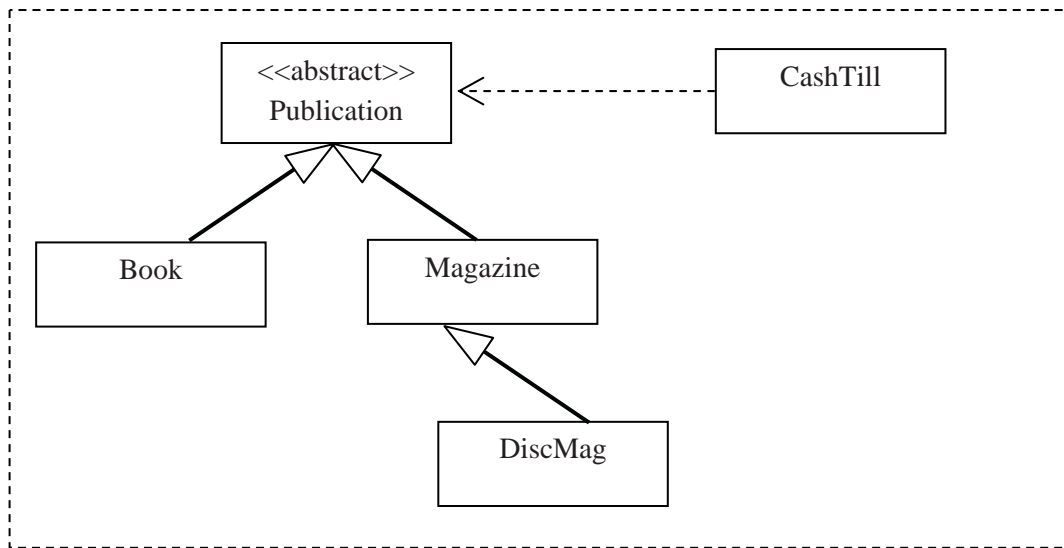 <<abstract>>
Publication
CashTill
Book
Magazine
DiscMag